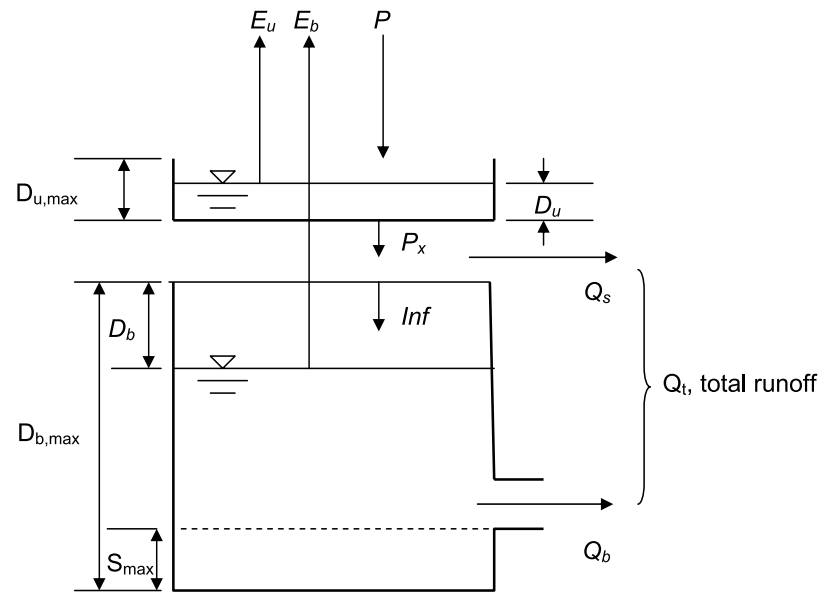 E_u E_b P
D_u,max
D_u
P_x
Q_s
D_b
Inf
Q_t, total runoff
D_b,max
S_max
Q_b